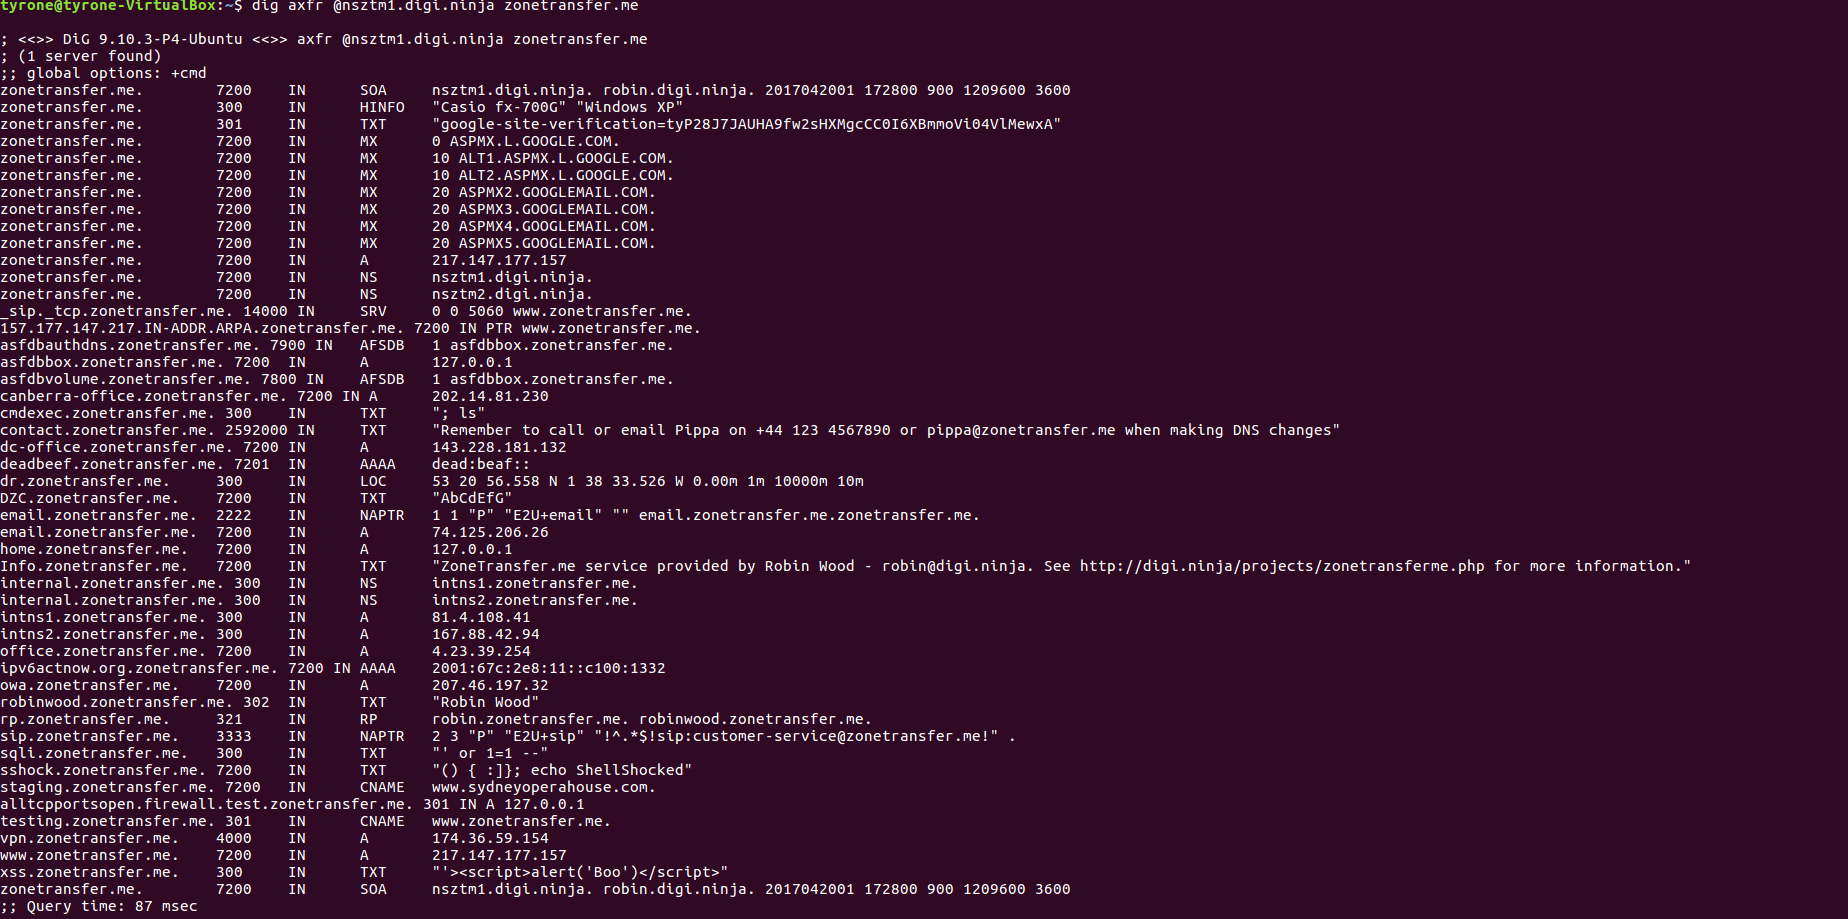 tyrone@tyrone-VirtualBox:~$ dig axfr @nsztm1.digi.ninja zonetransfer.me
; <<>> DiG 9.10.3-P4-Ubuntu <<>> axfr @nsztm1.digi.ninja zonetransfer.me
; (1 server found)
;; global options: +cmd
zonetransfer.me. 7200 IN SOA nsztm1.digi.ninja. robin.digi.ninja. 2017042001 172800 900 1209600 3600
zonetransfer.me. 300 IN HINFO "Casio fx-700G" "Windows XP"
zonetransfer.me. 301 IN TXT "google-site-verification=tyP28J7JAUHA9fw2sHXMgcCC0I6XBmmoVi04VlMewxA"
zonetransfer.me. 7200 IN MX 0 ASPMX.L.GOOGLE.COM.
zonetransfer.me. 7200 IN MX 10 ALT1.ASPMX.L.GOOGLE.COM.
zonetransfer.me. 7200 IN MX 10 ALT2.ASPMX.L.GOOGLE.COM.
zonetransfer.me. 7200 IN MX 20 ASPMX2.GOOGLEMAIL.COM.
zonetransfer.me. 7200 IN MX 20 ASPMX3.GOOGLEMAIL.COM.
zonetransfer.me. 7200 IN MX 20 ASPMX4.GOOGLEMAIL.COM.
zonetransfer.me. 7200 IN MX 20 ASPMX5.GOOGLEMAIL.COM.
zonetransfer.me. 7200 IN A 217.147.177.157
zonetransfer.me. 7200 IN NS nsztm1.digi.ninja.
zonetransfer.me. 7200 IN NS nsztm2.digi.ninja.
_sip._tcp.zonetransfer.me. 14000 IN SRV 0 0 5060 www.zonetransfer.me.
157.177.147.217.IN-ADDR.ARPA.zonetransfer.me. 7200 IN PTR www.zonetransfer.me.
asfdbauthdns.zonetransfer.me. 7900 IN AFSDB 1 asfdbbox.zonetransfer.me.
asfdbbox.zonetransfer.me. 7200 IN A 127.0.0.1
asfdbvolume.zonetransfer.me. 7800 IN AFSDB 1 asfdbbox.zonetransfer.me.
canberra-office.zonetransfer.me. 7200 IN A 202.14.81.230
cmdexec.zonetransfer.me. 300 IN TXT "; ls"
contact.zonetransfer.me. 2592000 IN TXT "Remember to call or email Pippa on +44 123 4567890 or pippa@zonetransfer.me when making DNS changes"
dc-office.zonetransfer.me. 7200 IN A 143.228.181.132
deadbeef.zonetransfer.me. 7201 IN AAAA dead:beaf::
dr.zonetransfer.me. 300 IN LOC 53 20 56.558 N 1 38 33.526 W 0.00m 1m 10000m 10m
DZC.zonetransfer.me. 7200 IN TXT "AbCdEfG"
email.zonetransfer.me. 2222 IN NAPTR 1 1 "P" "E2U+email" "" email.zonetransfer.me.zonetransfer.me.
email.zonetransfer.me. 7200 IN A 74.125.206.26
home.zonetransfer.me. 7200 IN A 127.0.0.1
Info.zonetransfer.me. 7200 IN TXT "ZoneTransfer.me service provided by Robin Wood - robin@digi.ninja. See http://digi.ninja/projects/zonetransferme.php for more information."
internal.zonetransfer.me. 300 IN NS intns1.zonetransfer.me.
internal.zonetransfer.me. 300 IN NS intns2.zonetransfer.me.
intns1.zonetransfer.me. 300 IN A 81.4.108.41
intns2.zonetransfer.me. 300 IN A 167.88.42.94
office.zonetransfer.me. 7200 IN A 4.23.39.254
ipv6actnow.org.zonetransfer.me. 7200 IN AAAA 2001:67c:2e8:11::c100:1332
owa.zonetransfer.me. 7200 IN A 207.46.197.32
robinwood.zonetransfer.me. 302 IN TXT "Robin Wood"
rp.zonetransfer.me. 321 IN RP robin.zonetransfer.me. robinwood.zonetransfer.me.
sip.zonetransfer.me. 3333 IN NAPTR 2 3 "P" "E2U+sip" "!^.*$!sip:customer-service@zonetransfer.me!" .
sqli.zonetransfer.me. 300 IN TXT "' or 1=1 --"
sshock.zonetransfer.me. 7200 IN TXT "() { :]}; echo ShellShocked"
staging.zonetransfer.me. 7200 IN CNAME www.sydneyoperahouse.com.
alltcpportsopen.firewall.test.zonetransfer.me. 301 IN A 127.0.0.1
testing.zonetransfer.me. 301 IN CNAME www.zonetransfer.me.
vpn.zonetransfer.me. 4000 IN A 174.36.59.154
www.zonetransfer.me. 7200 IN A 217.147.177.157
xss.zonetransfer.me. 300 IN TXT "'><script>alert('Boo')</script>"
zonetransfer.me. 7200 IN SOA nsztm1.digi.ninja. robin.digi.ninja. 2017042001 172800 900 1209600 3600
;; Query time: 87 msec